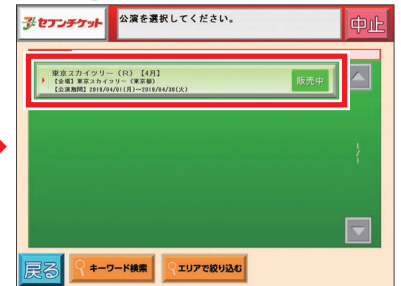 セブンチケット
公演を選択してください。
中止
東京スカイツリー (R) 【4月】
【会場】東京スカイツリー (東京都)
【公演期間】2019/04/01(月)～2019/04/30(火)
販売中
1/1
戻る
キーワード検索
エリアで絞り込む